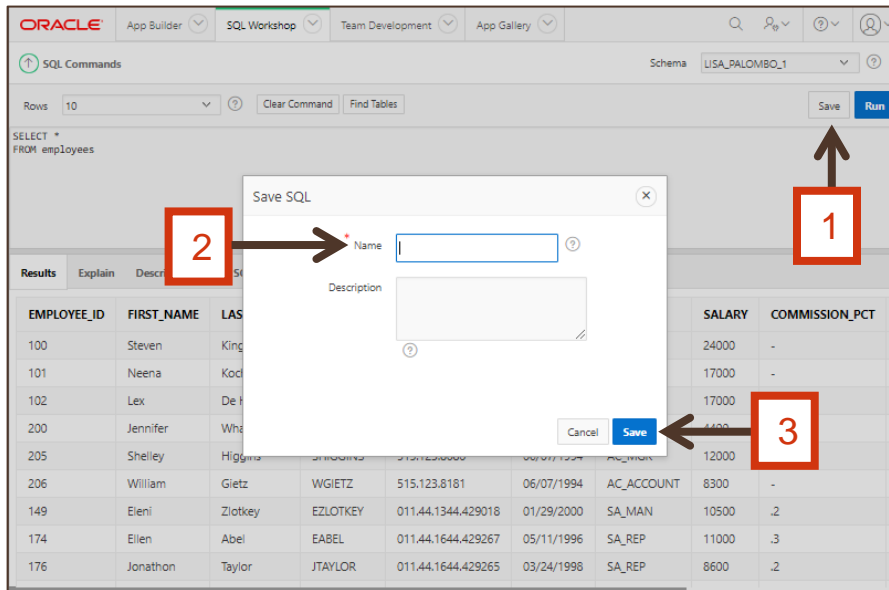 ORACLE App Builder SQL Workshop Team Development App Gallery
SQL Commands Schema LISA_PALOMBO_1
Rows 10 Clear Command Find Tables Save Run
SELECT *
FROM employees
1
Save SQL
2
* Name
Description
Cancel Save
3
Results Explain
EMPLOYEE_ID FIRST_NAME SALARY COMMISSION_PCT
100 Steven King 24000 -
101 Neena 17000 -
102 Lex De 17000
200 Jennifer
205 Shelley Higgins 12000
206 William Gietz WGIETZ 515.123.8181 06/07/1994 AC_ACCOUNT 8300 -
149 Eleni Zlotkey EZLOTKEY 011.44.1344.429018 01/29/2000 SA_MAN 10500 .2
174 Ellen Abel EABEL 011.44.1644.429267 05/11/1996 SA_REP 11000 .3
176 Jonathon Taylor JTAYLOR 011.44.1644.429265 03/24/1998 SA_REP 8600 .2